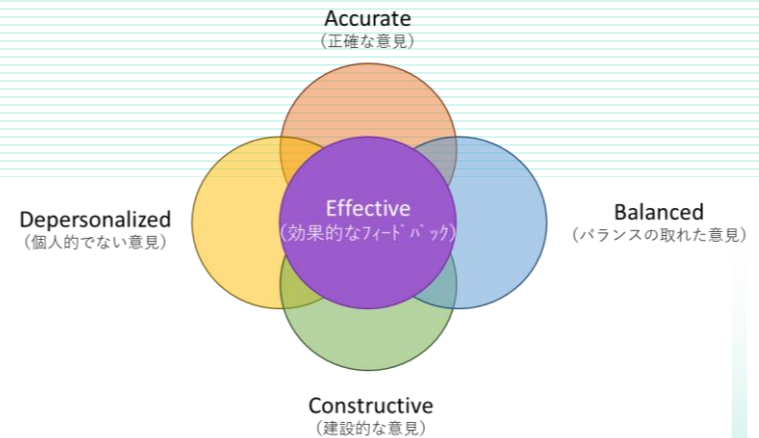 Accurate
（正確な意見）
Depersonalized
（個人的でない意見）
Effective
（効果的なﾌｨｰﾄﾞﾊﾞｯｸ）
Balanced
（バランスの取れた意見）
Constructive
（建設的な意見）